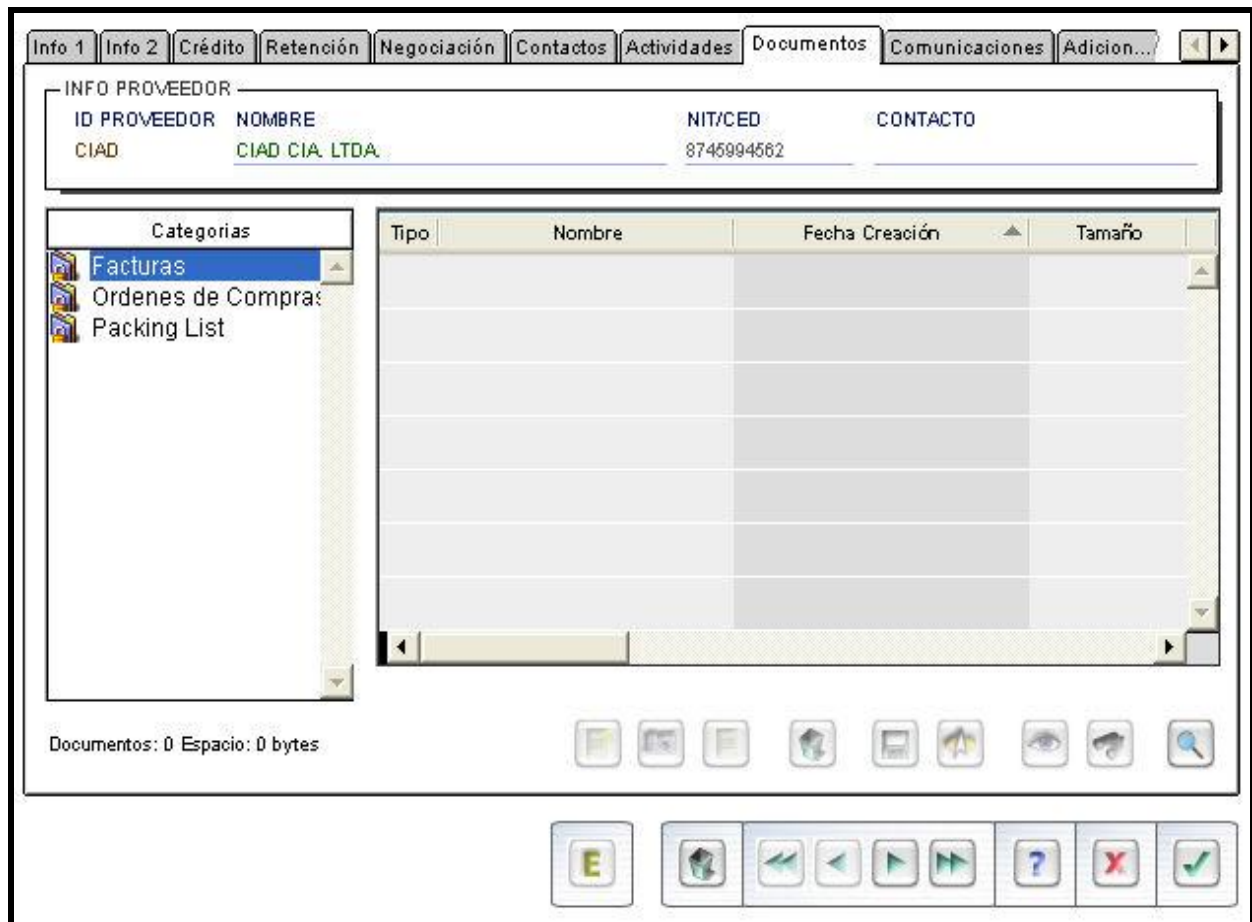 Info 1 Info 2 Crédito Retención Negociación Contactos Actividades Documentos Comunicaciones Adicion...
INFO PROVEEDOR
ID PROVEEDOR NOMBRE NIT/CED CONTACTO
CIAD CIAD CIA. LTDA. 8745994562
Categorias Tipo Nombre Fecha Creación Tamaño
Facturas
Ordenes de Compras
Packing List
Documentos: 0 Espacio: 0 bytes
E ?